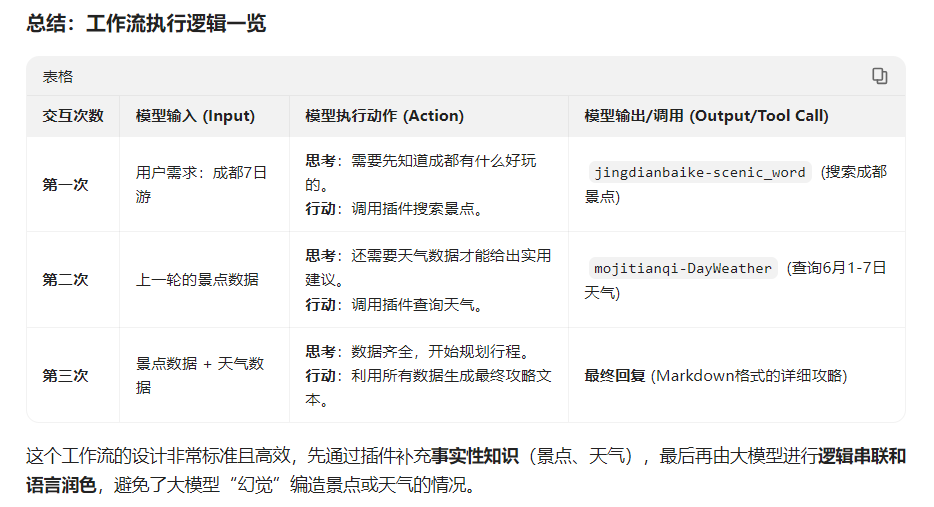 总结：工作流执行逻辑一览
表格
交互次数 模型输入 (Input) 模型执行动作 (Action) 模型输出/调用 (Output/Tool Call)
第一次
用户需求：成都7日
游
思考：需要先知道成都有什么好玩
的。
行动：调用插件搜索景点。
jingdianbaike-scenic_word (搜索成都
景点)
第二次
上一轮的景点数据
思考：还需要天气数据才能给出实用
建议。
行动：调用插件查询天气。
mojitianqi-DayWeather (查询6月1-7日
天气)
第三次
景点数据 + 天气数
据
思考：数据齐全，开始规划行程。
行动：利用所有数据生成最终攻略文
本。
最终回复 (Markdown格式的详细攻略)
这个工作流的设计非常标准且高效，先通过插件补充事实性知识（景点、天气），最后再由大模型进行逻辑串联和
语言润色，避免了大模型“幻觉”编造景点或天气的情况。